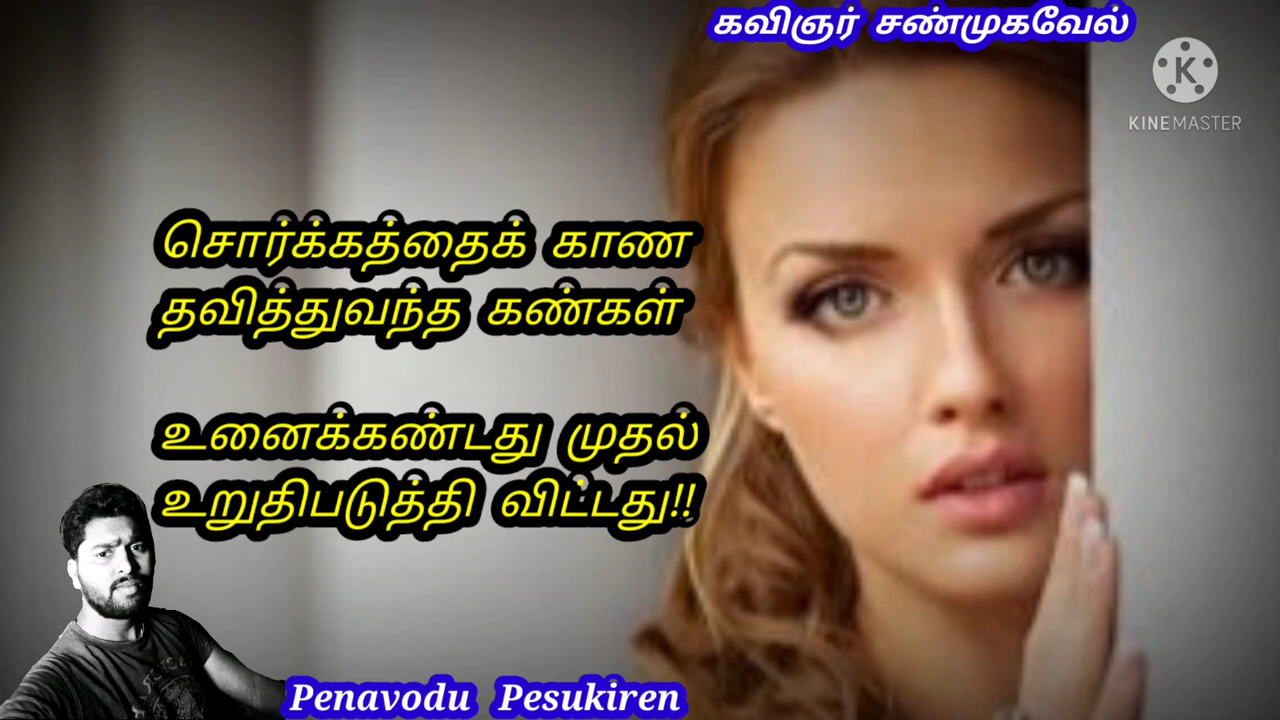 கவிஞர் சண்முகவேல்
KINEMASTER
சொர்க்கத்தைக் காண
தவித்துவந்த கண்கள்
உனைக்கண்டது முதல்
உறுதிபடுத்தி விட்டது!!
Penavodu Pesukiren